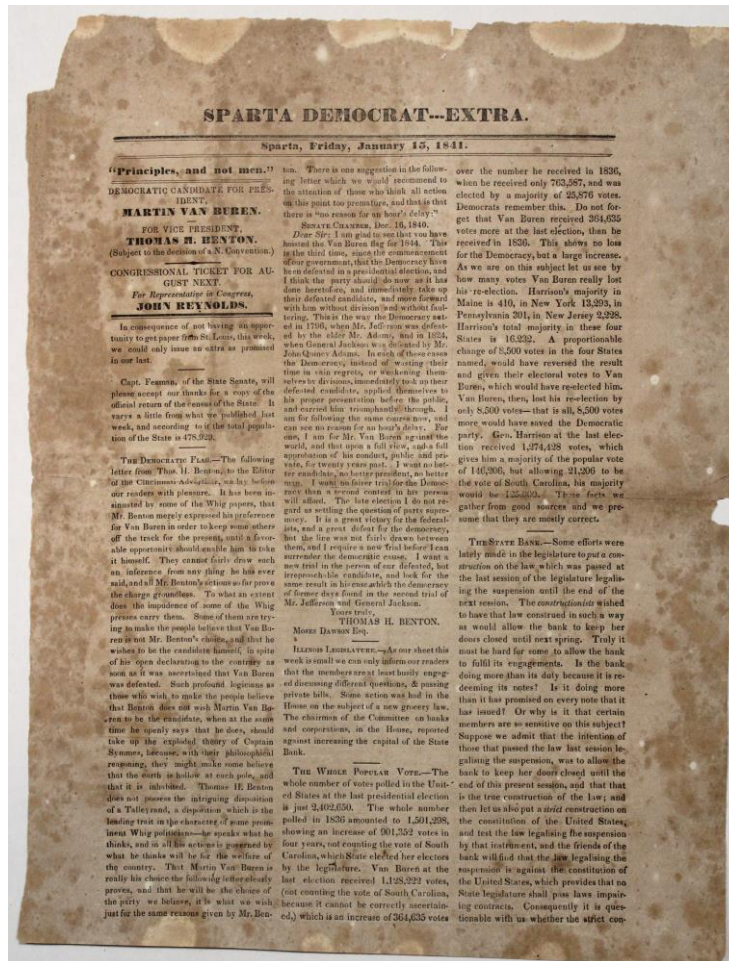 SPARTA DEMOCRAT---EXTRA.
Sparta, Friday, January 15, 1841.
"Principles, and not men."
DEMOCRATIC CANDIDATE FOR PRES-
IDENT,
MARTIN VAN BUREN.
FOR VICE PRESIDENT,
THOMAS H. BENTON.
(Subject to the decision of a N. Convention.)
CONGRESSIONAL TICKET FOR AU-
GUST NEXT.
For Representative in Congress,
JOHN REYNOLDS.
In consequence of not having an oppor-
tunity to get paper from St. Louis, this week,
we could only issue an extra as promised
in our last.
Capt. Feaman, of the State Senate, will
please accept our thanks for a copy of the
official return of the census of the State. It
varys a little from what we published last
week, and according to it the total popula-
tion of the State is 478,929.
THE DEMOCRATIC FLAG.—The following
letter from Thos. H. Benton, to the Editor
of the Cincinnati Advertiser, we lay before
our readers with pleasure. It has been in-
sinuated by some of the Whig papers, that
Mr. Benton merely expressed his preference
for Van Buren in order to keep some others
off the track for the present, until a favor-
able opportunity should enable him to take
it himself. They cannot fairly draw such
an inference from any thing he has ever
said, and all Mr. Benton's actions so far prove
the charge groundless. To what an extent
does the impudence of some of the Whig
presses carry them. Some of them are try-
ing to make the people believe that Van Bu-
ren is not Mr. Benton's choice, and that he
wishes to be the candidate himself, in spite
of his open declaration to the contrary as
soon as it was ascertained that Van Buren
was defeated. Such profound logicians as
those who wish to make the people believe
that Benton does not wish Martin Van Bu-
ren to be the candidate, when at the same
time he openly says that he does, should
take up the exploded theory of Captain
Symmes, because, with their philosophical
reasoning, they might make some believe
that the earth is hollow at each pole, and
that it is inhabited. Thomas H. Benton
does not possess the intriguing disposition
of a Talleyrand, a disposition which is the
leading trait in the character of some prom-
inent Whig politicians—he speaks what he
thinks, and in all his actions is governed by
what he thinks will be for the welfare of
the country. That Martin Van Buren is
really his choice the following letter clearly
proves, and that he will be the choice of
the party we believe, it is what we wish
just for the same reasons given by Mr. Ben-
ton. There is one suggestion in the follow-
ing letter which we would recommend to
the attention of those who think all action
on this point too premature, and that is that
there is "no reason for an hour's delay:"
SENATE CHAMBER, Dec. 16, 1840.
Dear Sir: I am glad to see that you have
hoisted the Van Buren flag for 1844. This
is the third time, since the commencement
of our government, that the Democracy have
been defeated in a presidential election, and
I think the party should do now as it has
done heretofore, and immediately take up
their defeated candidate, and move forward
with him without division and without faul-
tering. This is the way the Democracy act-
ed in 1796, when Mr. Jefferson was defeat-
ed by the elder Mr. Adams, and in 1824,
when General Jackson was defeated by Mr.
John Quincy Adams. In each of these cases
the Democracy, instead of wasting their
time in vain regrets, or weakening them-
selves by divisions, immediately took up their
defeated candidate, applied themselves to
his proper presentation before the public,
and carried him triumphantly through. I
am for following the same course now, and
can see no reason for an hour's delay. For
one, I am for Mr. Van Buren against the
world, and that upon a full view, and a full
approbation of his conduct, public and pri-
vate, for twenty years past. I want no bet-
ter candidate, no better president, no better
man. I want no fairer trial for the Democ-
racy than a second contest in his person
will afford. The late election I do not re-
gard as settling the question of parts supre-
macy. It is a great victory for the federal-
ists, and a great defeat for the democracy,
but the line was not fairly drawn between
them, and I require a new trial before I can
surrender the democratic cause. I want a
new trial in the person of our defeated, but
irreproachable candidate, and look for the
same result in his case which the democracy
of former days found in the second trial of
Mr. Jefferson and General Jackson.
Yours truly,
THOMAS H. BENTON.
MOSES DAWSON Esq.
ILLINOIS LEGISLATURE.—As our sheet this
week is small we can only inform our readers
that the members are at least busily engag-
ed discussing different questions, & passing
private bills. Some action was had in the
House on the subject of a new grocery law.
The chairman of the Committee on banks
and corporations, in the House, reported
against increasing the capital of the State
Bank.
THE WHOLE POPULAR VOTE.—The
whole number of votes polled in the Unit-
ed States at the last presidential election
is just 2,402,650. The whole number
polled in 1836 amounted to 1,501,298,
showing an increase of 901,352 votes in
four years, not counting the vote of South
Carolina, which State elected her electors
by the legislature. Van Buren at the
last election received 1,128,222 votes,
(not counting the vote of South Carolina,
because it cannot be correctly ascertain-
ed,) which is an increase of 364,635 votes
over the number he received in 1836,
when he received only 763,587, and was
elected by a majority of 25,876 votes.
Democrats remember this. Do not for-
get that Van Buren received 364,635
votes more at the last election, than he
received in 1836. This shows no loss
for the Democracy, but a large increase.
As we are on this subject let us see by
how many votes Van Buren really lost
his re-election. Harrison's majority in
Maine is 410, in New York 13,293, in
Pennsylvania 301, in New Jersey 2,228.
Harrison's total majority in these four
States is 16,232. A proportionable
change of 8,500 votes in the four States
named, would have reversed the result
and given their electoral votes to Van
Buren, which would have re-elected him.
Van Buren, then, lost his re-election by
only 8,500 votes—that is all, 8,500 votes
more would have saved the Democratic
party. Gen. Harrison at the last elec-
tion received 1,274,428 votes, which
gives him a majority of the popular vote
of 146,206, but allowing 21,206 to be
the vote of South Carolina, his majority
would be 125,000. These facts we
gather from good sources and we pre-
sume that they are mostly correct.
THE STATE BANK.—Some efforts were
lately made in the legislature to put a con-
struction on the law which was passed at
the last session of the legislature legalis-
ing the suspension until the end of the
next session. The constructionists wished
to have that law construed in such a way
as would allow the bank to keep her
doors closed until next spring. Truly it
must be hard for some to allow the bank
to fulfil its engagements. Is the bank
doing more than its duty because it is re-
deeming its notes? Is it doing more
than it has promised on every note that it
has issued? Or why is it that certain
members are so sensitive on this subject?
Suppose we admit that the intention of
those that passed the law last session le-
galising the suspension, was to allow the
bank to keep her doors closed until the
end of this present session, and that that
is the true construction of the law; and
then let us also put a strict construction on
the constitution of the United States,
and test the law legalising the suspension
by that instrument, and the friends of the
bank will find that the law legalising the
suspension is against the constitution of
the United States, which provides that no
State legislature shall pass laws impair-
ing contracts. Consequently it is ques-
tionable with us whether the strict con-